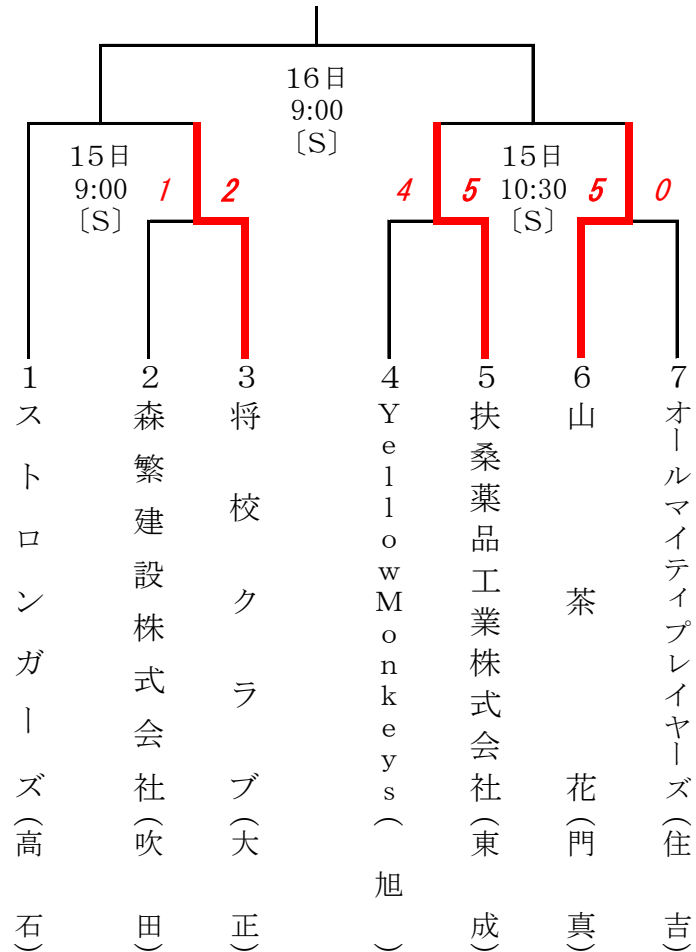 16日
9:00
〔S〕
15日
9:00
〔S〕
1
2
4
5
15日
10:30
〔S〕
5
0
1
ストロンガーズ(高石)
2
森繁建設株式会社(吹田)
3
将校クラブ(大正)
4
YellowMonkeys(旭)
5
扶桑薬品工業株式会社(東成)
6
山茶花(門真)
7
オールマイティプレイヤーズ(住吉)